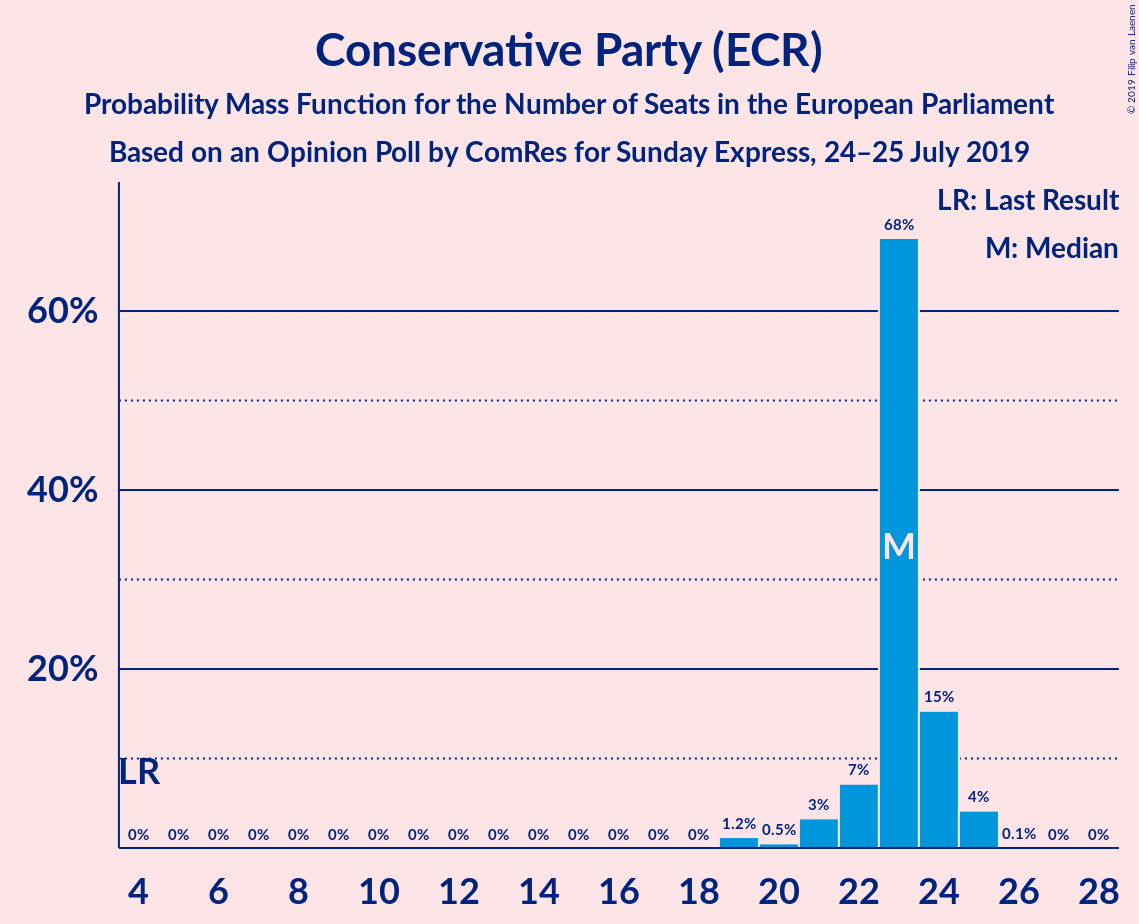 Conservative Party (ECR)
Probability Mass Function for the Number of Seats in the European Parliament
Based on an Opinion Poll by ComRes for Sunday Express, 24–25 July 2019
© 2019 Filip van Laenen
LR: Last Result
M: Median
60%
40%
20%
LR
M
0% 0% 0% 0% 0% 0% 0% 0% 0% 0% 0% 0% 0% 0% 0% 1.2% 0.5% 3% 7% 68% 15% 4% 0.1% 0% 0%
4 6 8 10 12 14 16 18 20 22 24 26 28